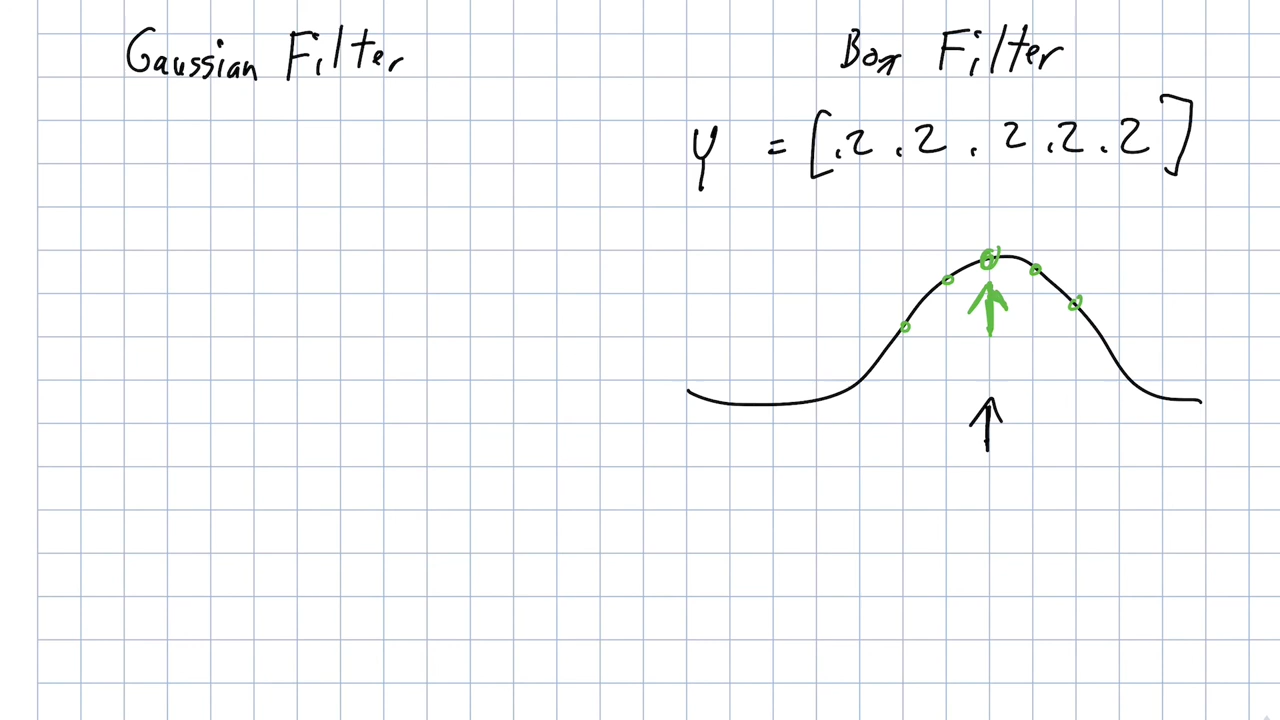 Gaussian Filter
Box Filter
y = [.2 .2 .2 .2 .2]